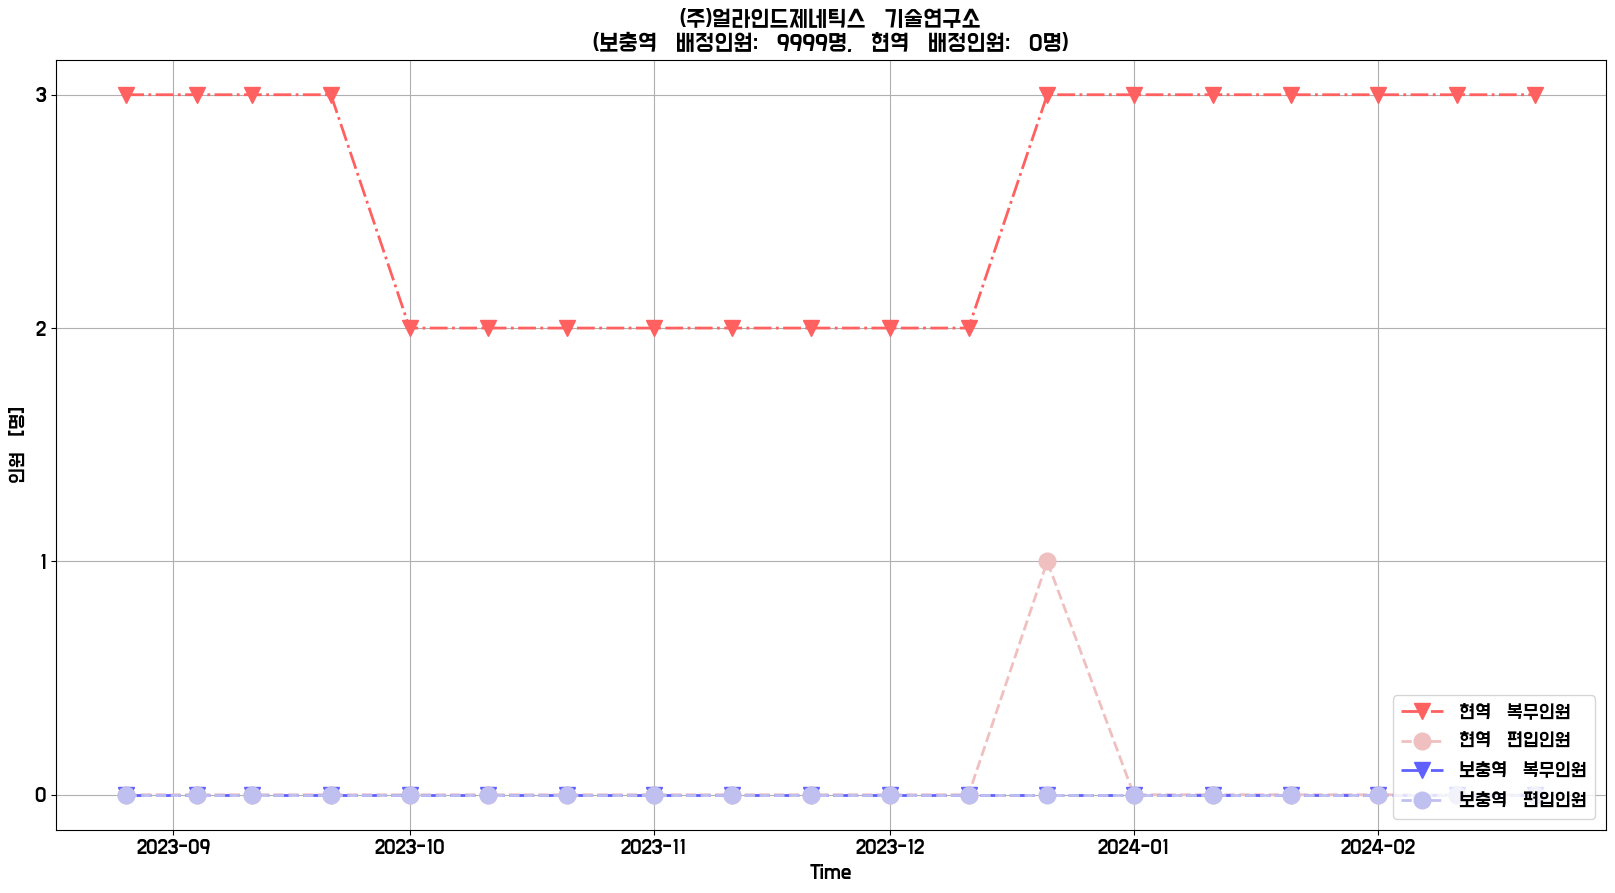 (주)얼라인드제네틱스 기술연구소
(보충역 배정인원: 9999명, 현역 배정인원: 0명)
인원 [명]
3
2
1
0
현역 복무인원
현역 편입인원
보충역 복무인원
보충역 편입인원
2023-09 2023-10 2023-11 2023-12 2024-01 2024-02
Time